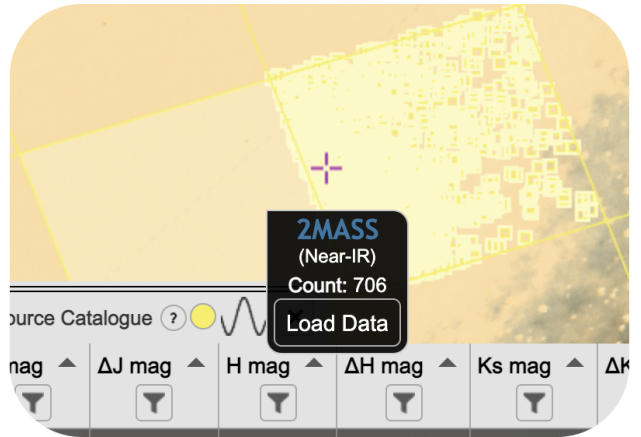 2MASS
(Near-IR)
Count: 706
Load Data
ource Catalogue ?
mag ΔJ mag H mag ΔH mag Ks mag ΔK